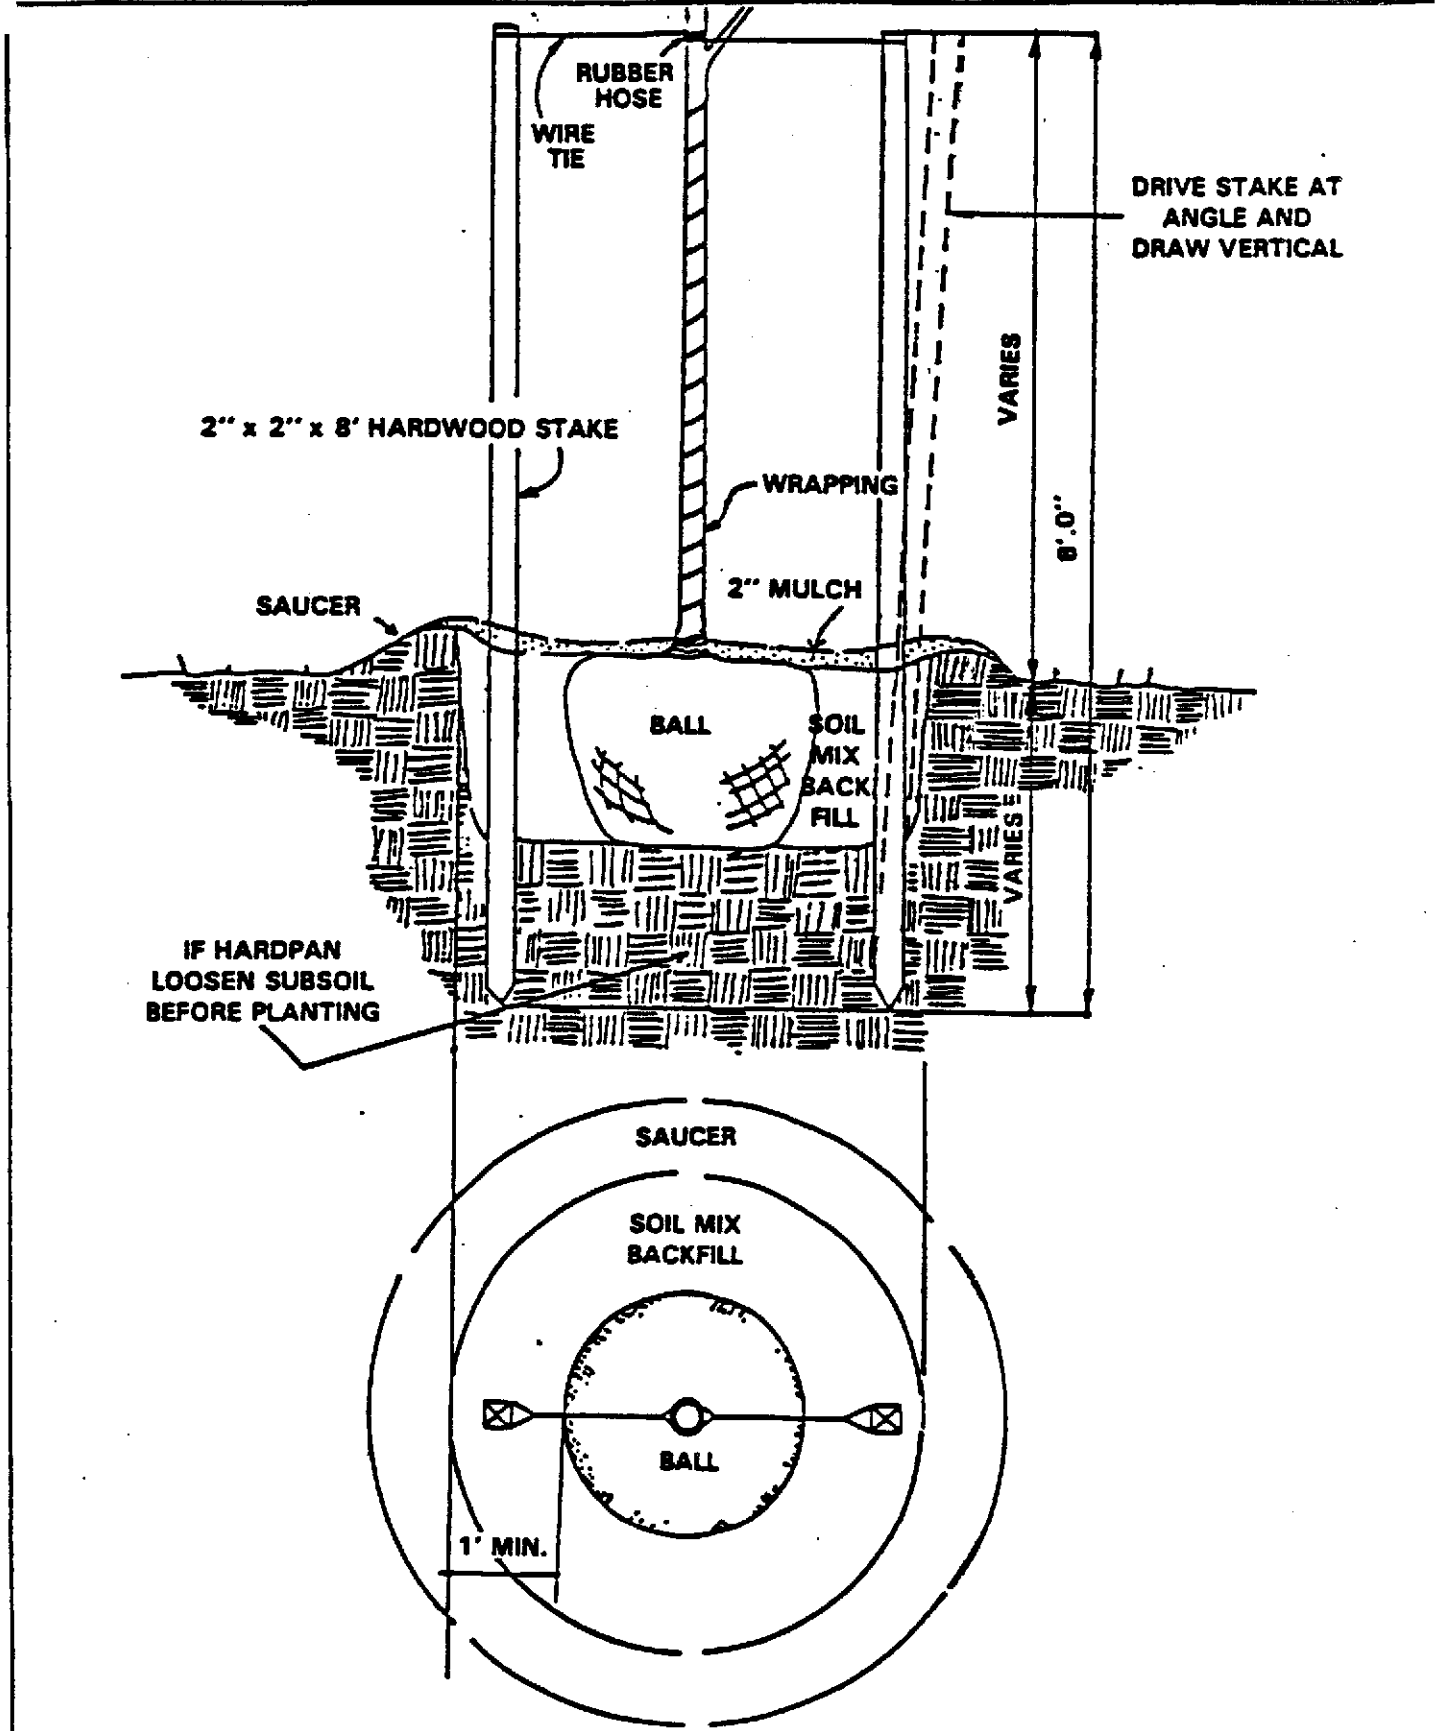 RUBBER
HOSE
WIRE
TIE
DRIVE STAKE AT
ANGLE AND
DRAW VERTICAL
VARIES
2" x 2" x 8' HARDWOOD STAKE
WRAPPING
8'.0"
2" MULCH
SAUCER
BALL
SOIL
MIX
BACK
FILL
VARIES
IF HARDPAN
LOOSEN SUBSOIL
BEFORE PLANTING
SAUCER
SOIL MIX
BACKFILL
BALL
1' MIN.